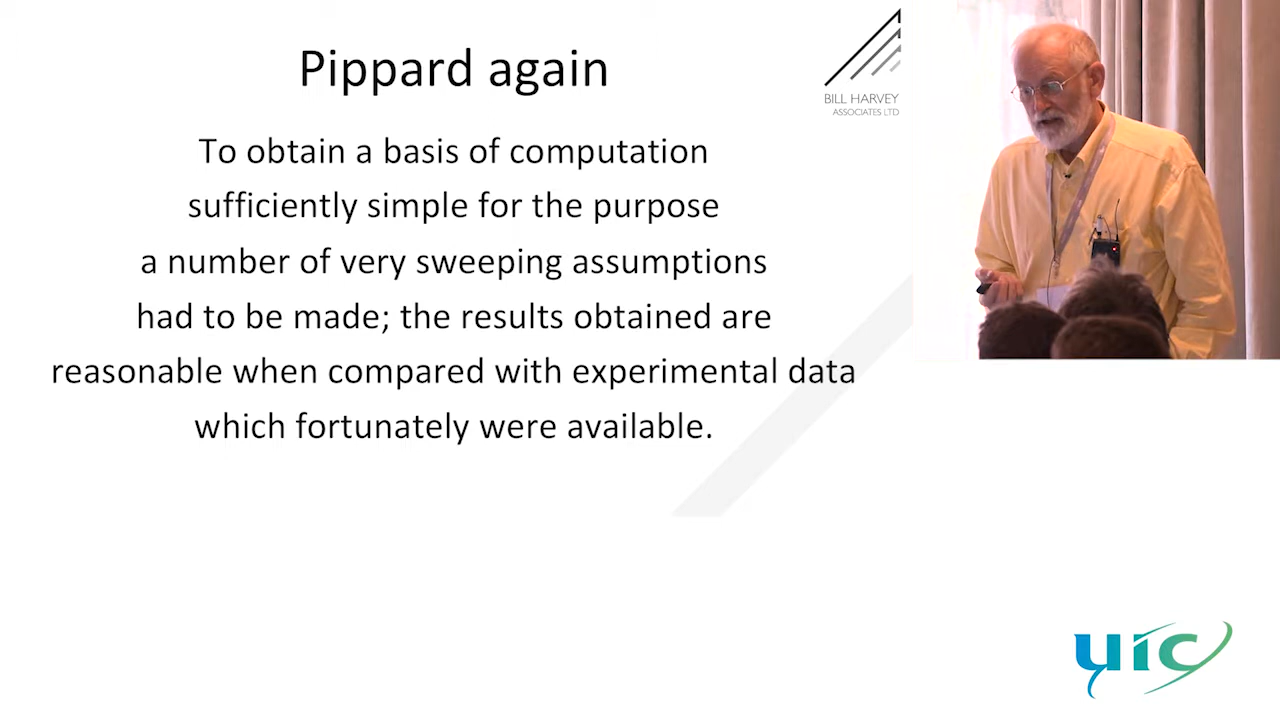 Pippard again
BILL HARVEY
ASSOCIATES LTD
To obtain a basis of computation
sufficiently simple for the purpose
a number of very sweeping assumptions
had to be made; the results obtained are
reasonable when compared with experimental data
which fortunately were available.
uic